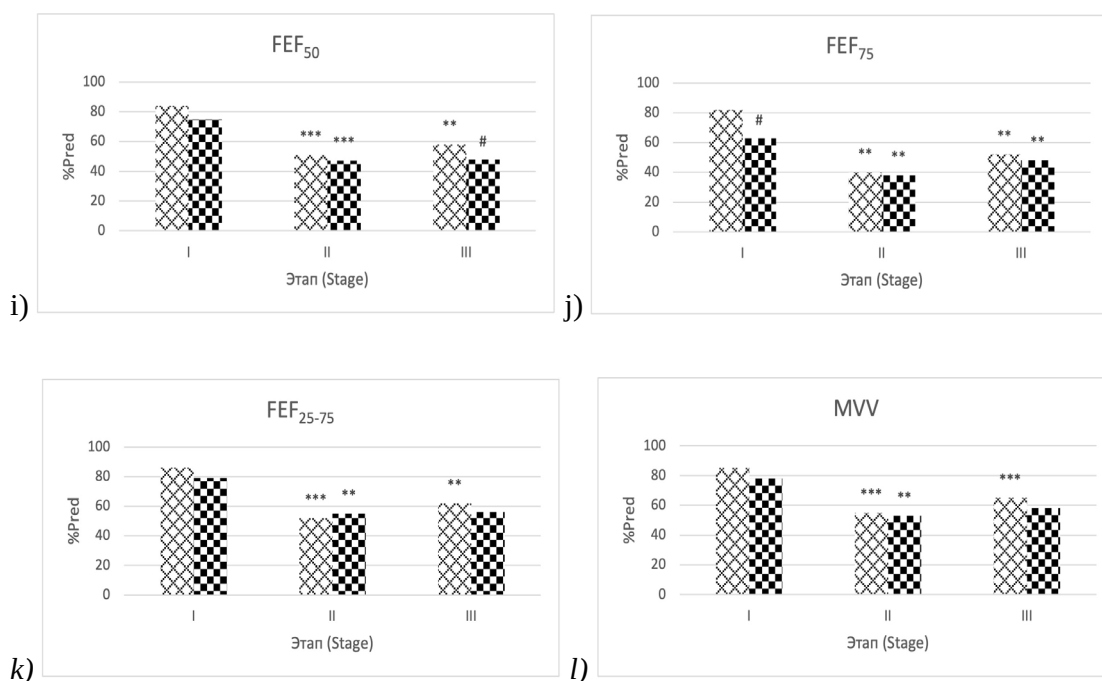 FEF50
%Pred
100
80
60
40
20
0
***
***
**
#
I
II
III
Этап (Stage)
i)
FEF75
%Pred
100
80
60
40
20
0
#
**
**
**
**
I
II
III
Этап (Stage)
j)
FEF25-75
%Pred
100
80
60
40
20
0
***
**
**
I
II
III
Этап (Stage)
k)
MVV
%Pred
100
80
60
40
20
0
***
**
***
I
II
III
Этап (Stage)
l)